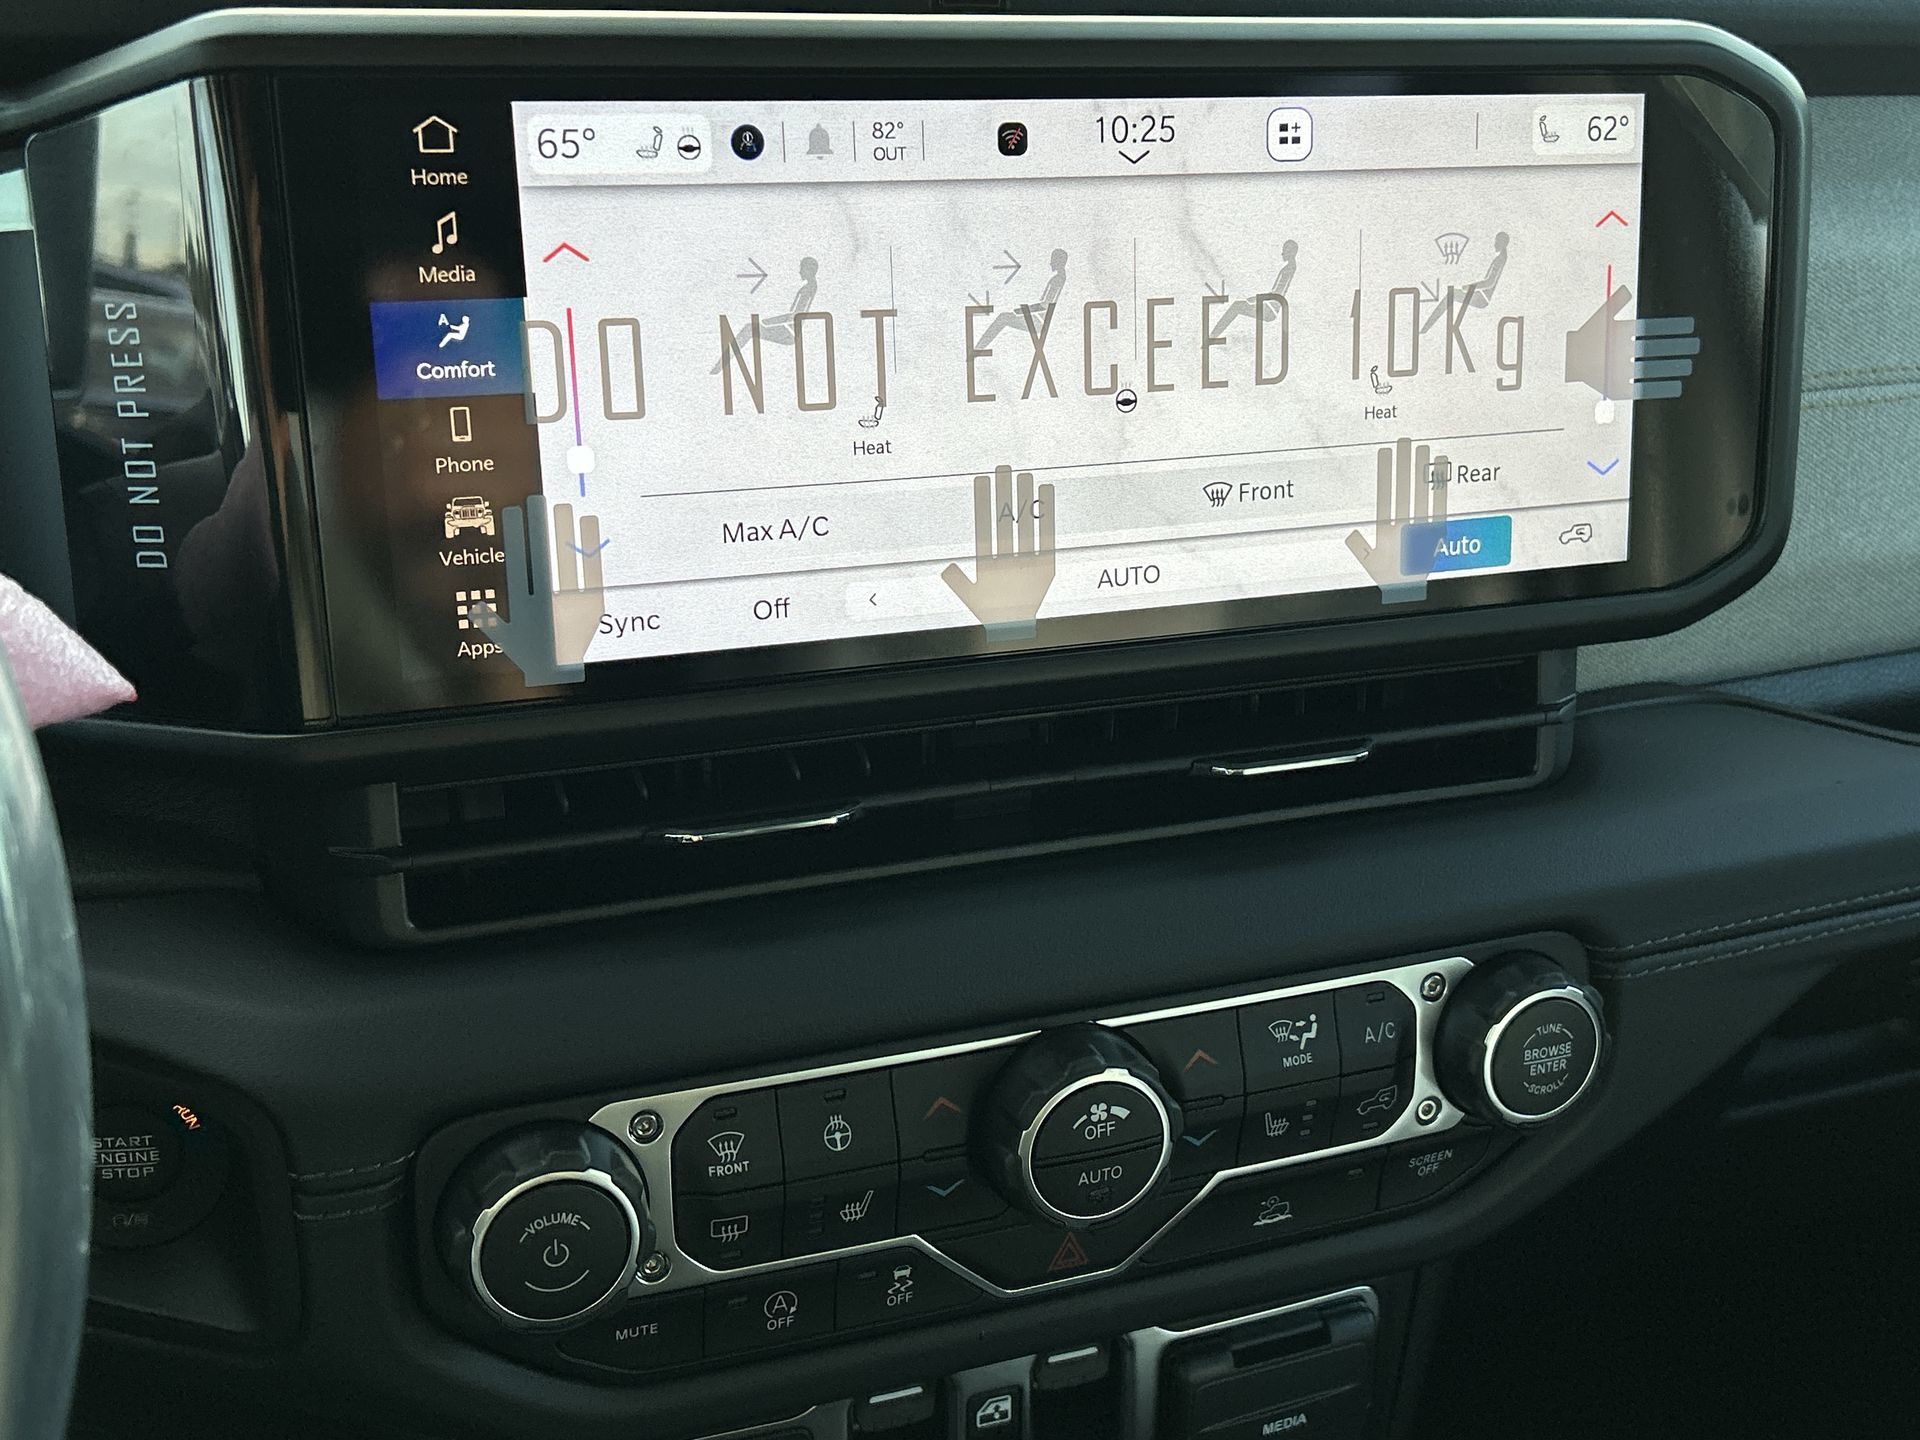 DO NOT PRESS
Home
Media
A
Comfort
Phone
Vehicle
Apps
65°
82°
OUT
10:25
62°
DO NOT EXCEED 10Kg
Heat
Heat
Max A/C
A/C
Front
Rear
Sync
Off
<
AUTO
Auto
START
ENGINE
STOP
RUN
VOLUME
MUTE
FRONT
A
OFF
OFF
OFF
AUTO
MODE
A/C
SCREEN
OFF
TUNE
BROWSE
ENTER
SCROLL
MEDIA